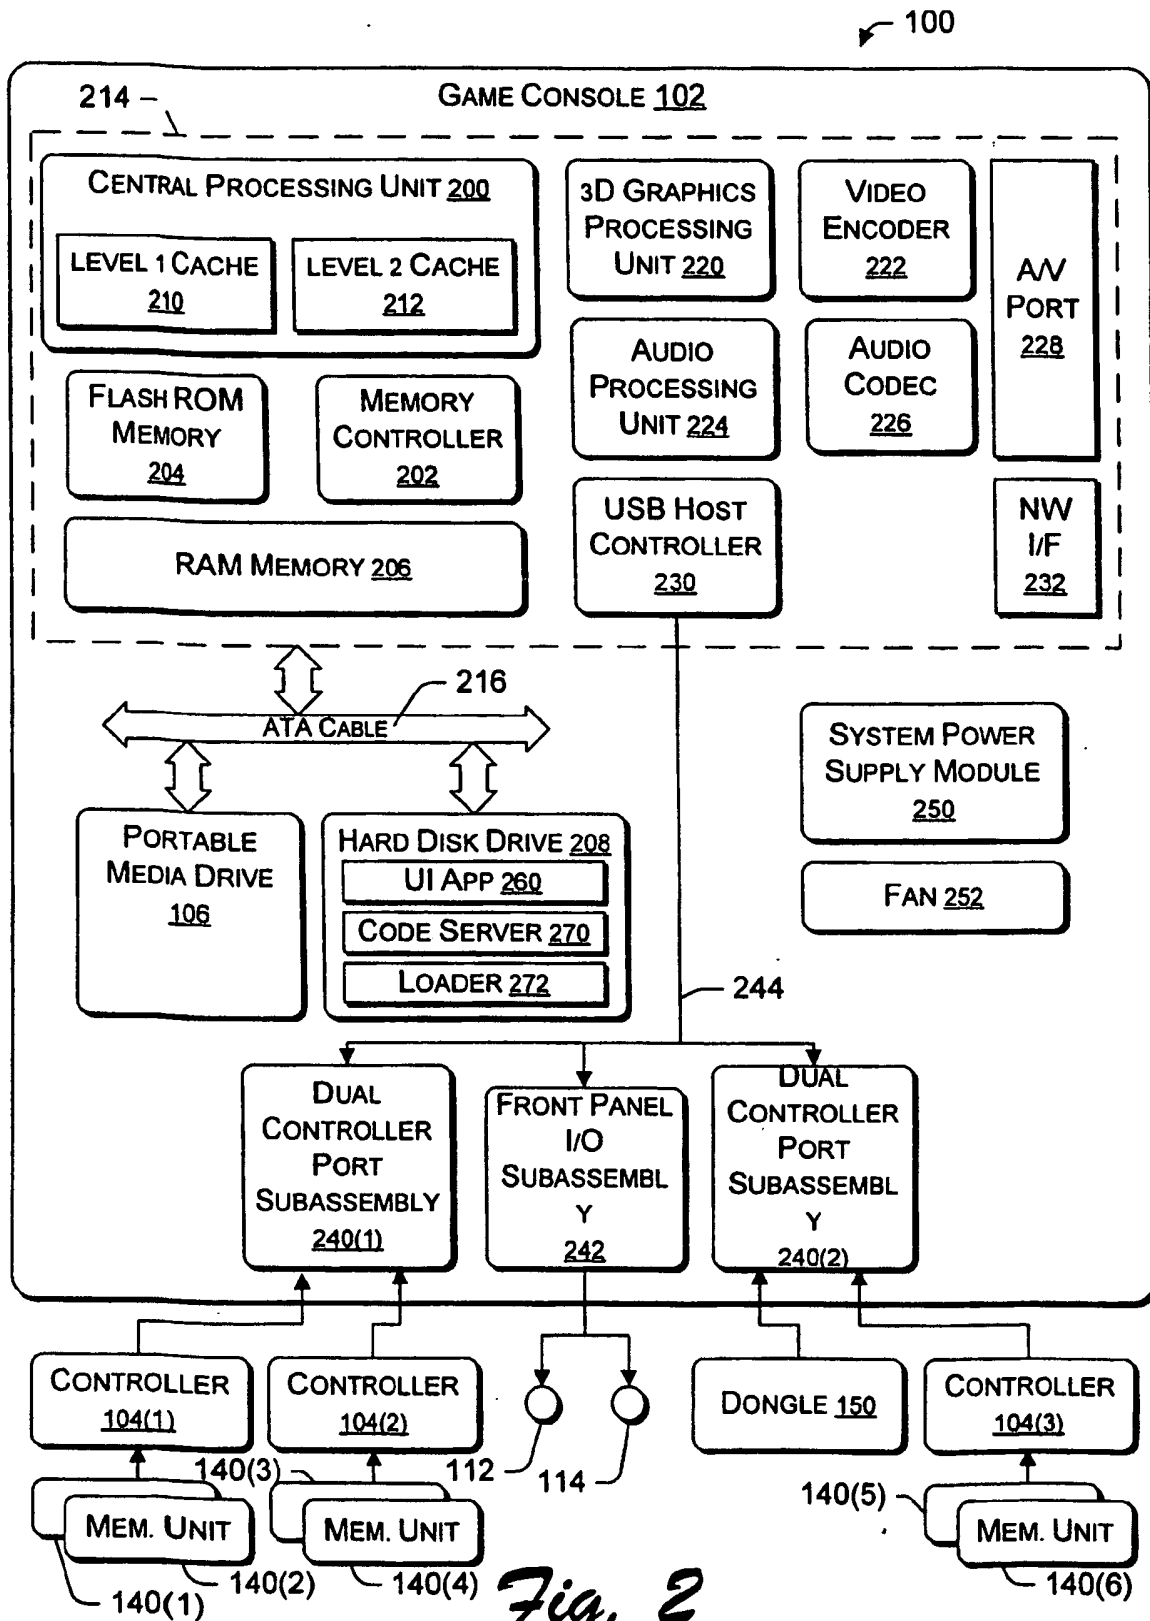 100
GAME CONSOLE 102
214
CENTRAL PROCESSING UNIT 200
LEVEL 1 CACHE
210
LEVEL 2 CACHE
212
3D GRAPHICS
PROCESSING
UNIT 220
VIDEO
ENCODER
222
A/V
PORT
228
AUDIO
PROCESSING
UNIT 224
AUDIO
CODEC
226
FLASH ROM
MEMORY
204
MEMORY
CONTROLLER
202
RAM MEMORY 206
USB HOST
CONTROLLER
230
NW
I/F
232
216
ATA CABLE
SYSTEM POWER
SUPPLY MODULE
250
FAN 252
PORTABLE
MEDIA DRIVE
106
HARD DISK DRIVE 208
UI APP 260
CODE SERVER 270
LOADER 272
244
DUAL
CONTROLLER
PORT
SUBASSEMBLY
240(1)
FRONT PANEL
I/O
SUBASSEMBL
Y
242
DUAL
CONTROLLER
PORT
SUBASSEMBL
Y
240(2)
CONTROLLER
104(1)
CONTROLLER
104(2)
DONGLE 150
CONTROLLER
104(3)
112
114
140(3)
140(5)
MEM. UNIT
MEM. UNIT
MEM. UNIT
140(1)
140(2)
140(4)
140(6)
Fig. 2